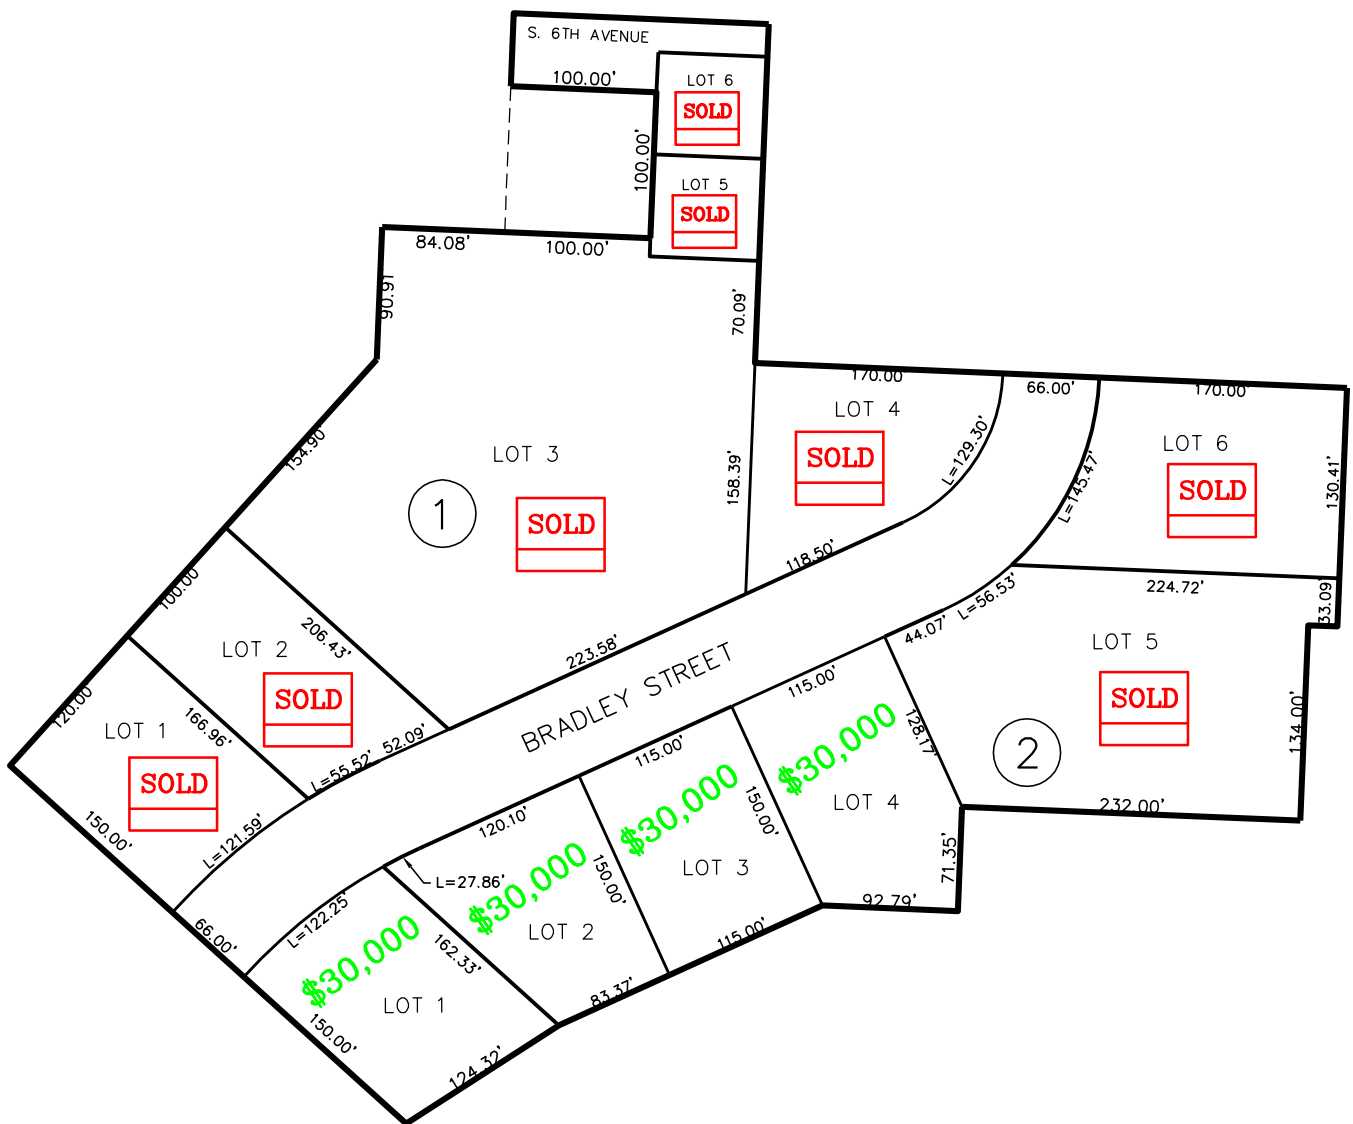 S. 6TH AVENUE
100.00'
LOT 6
SOLD
100.00'
LOT 5
SOLD
84.08'
100.00'
90.91
70.09'
170.00'
66.00'
170.00'
LOT 4
SOLD
L=129.30'
LOT 6
SOLD
130.41'
L=145.47'
154.90'
LOT 3
1
SOLD
158.39'
118.50'
100.00'
206.43'
223.58'
L=56.53'
224.72'
33.09'
44.07'
LOT 2
SOLD
BRADLEY STREET
LOT 5
SOLD
120.00'
166.96'
LOT 1
SOLD
L=55.52'
52.09'
115.00'
128.17'
2
134.00'
150.00'
L=121.59'
115.00'
$30,000
LOT 4
232.00'
120.10'
$30,000
150.00'
LOT 3
71.35'
L=27.86'
$30,000
150.00'
LOT 2
92.79'
66.00'
L=122.25'
$30,000
162.33'
115.00'
LOT 1
83.37'
150.00'
124.32'